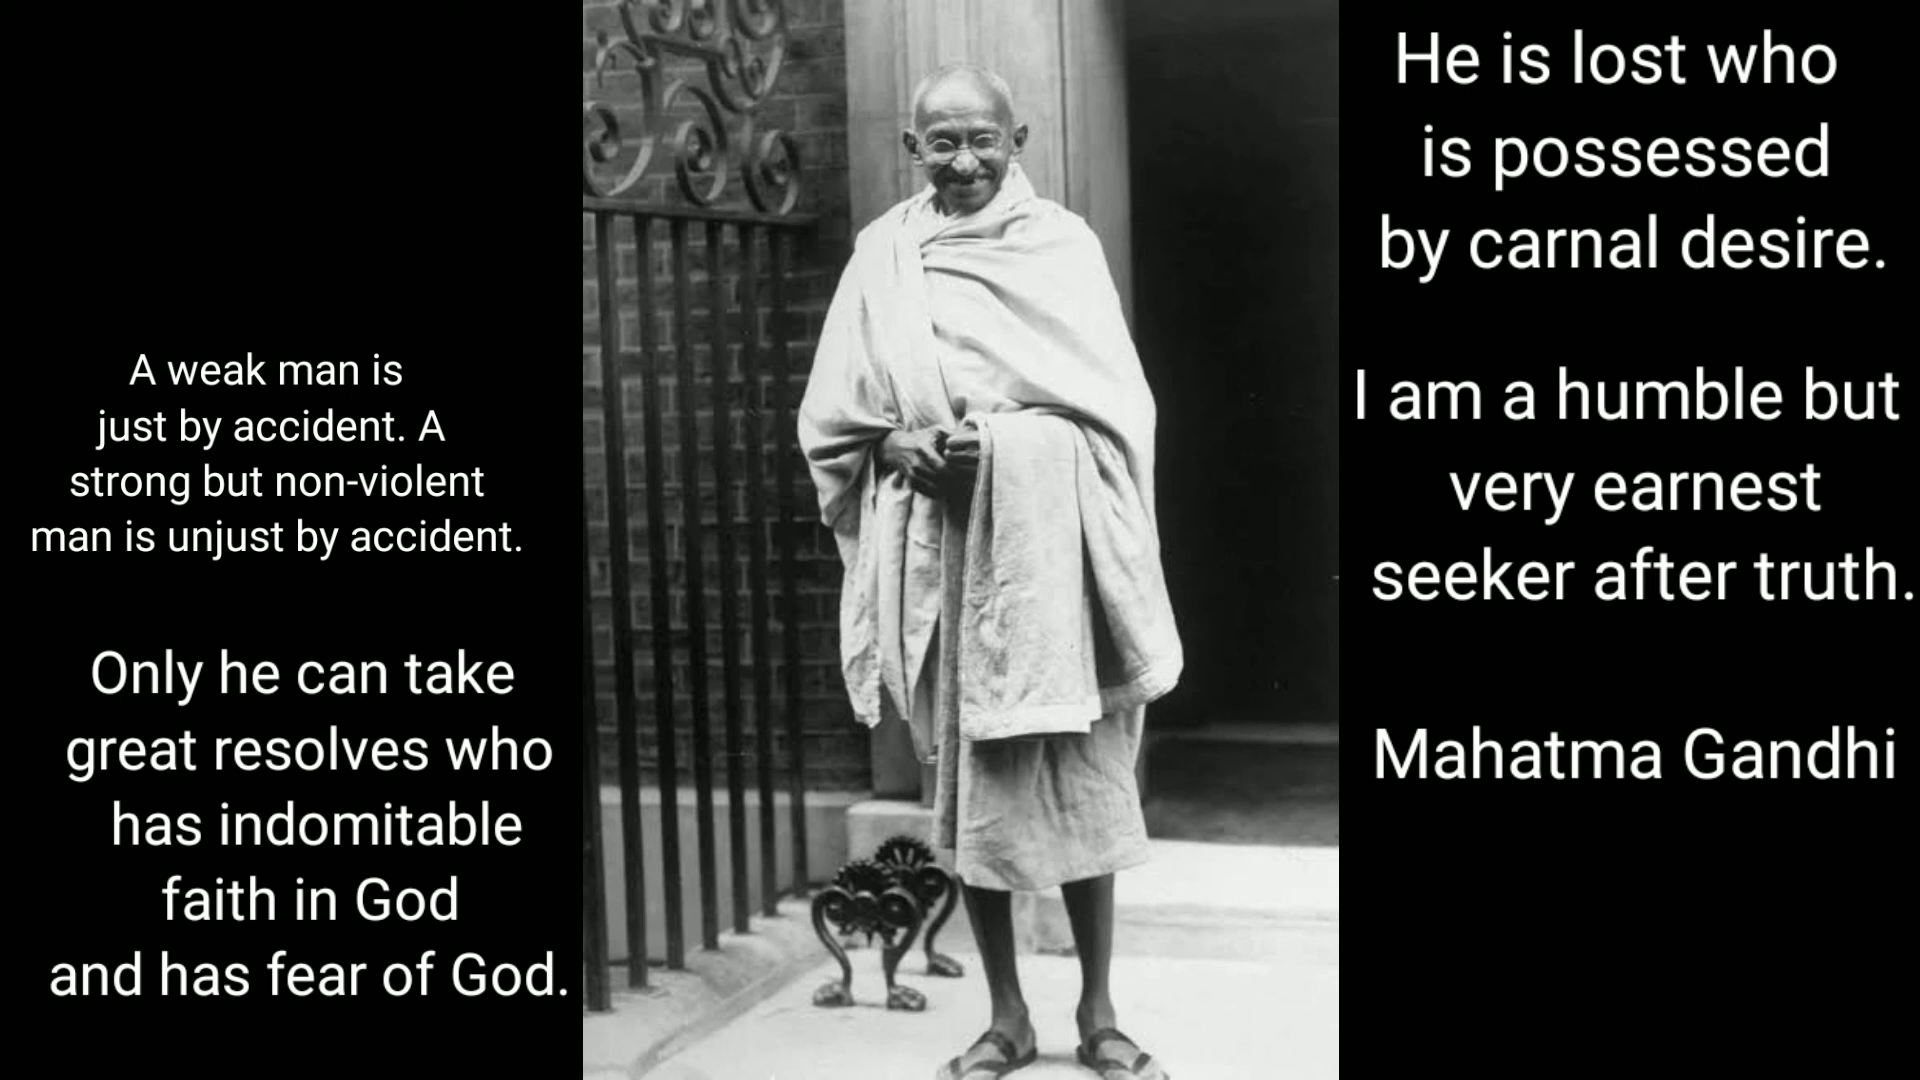 A weak man is
just by accident. A
strong but non-violent
man is unjust by accident.
Only he can take
great resolves who
has indomitable
faith in God
and has fear of God.
He is lost who
is possessed
by carnal desire.
I am a humble but
very earnest
seeker after truth.
Mahatma Gandhi